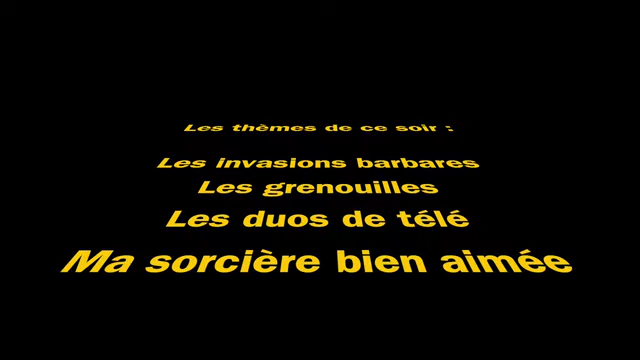 Les thèmes de ce soir :
Les invasions barbares
Les grenouilles
Les duos de télé
Ma sorcière bien aimée